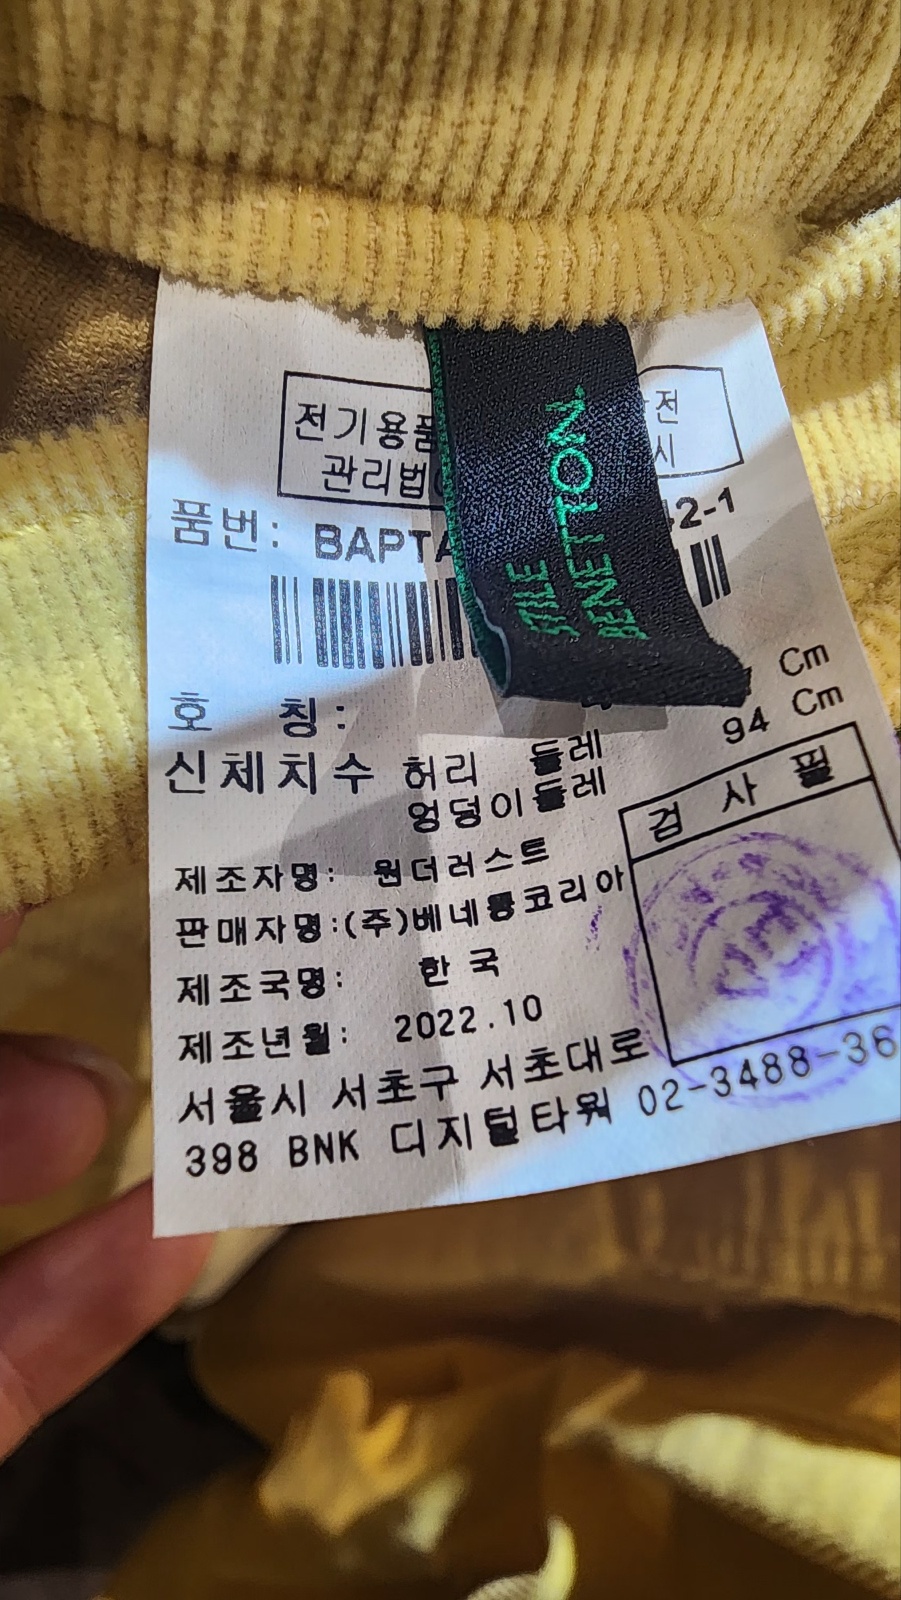 전기용품 전
관리법 시
품번: BAPTA 42-1
STILE
BENETTON.
호 칭:
Cm
신체치수 허리 둘레
엉덩이둘레 94 Cm
검 사 필
제조자명: 원더러스트
판매자명:(주)베네통코리아
제조국명: 한 국
제조년월: 2022.10
서울시 서초구 서초대로
398 BNK 디지털타워 02-3488-36